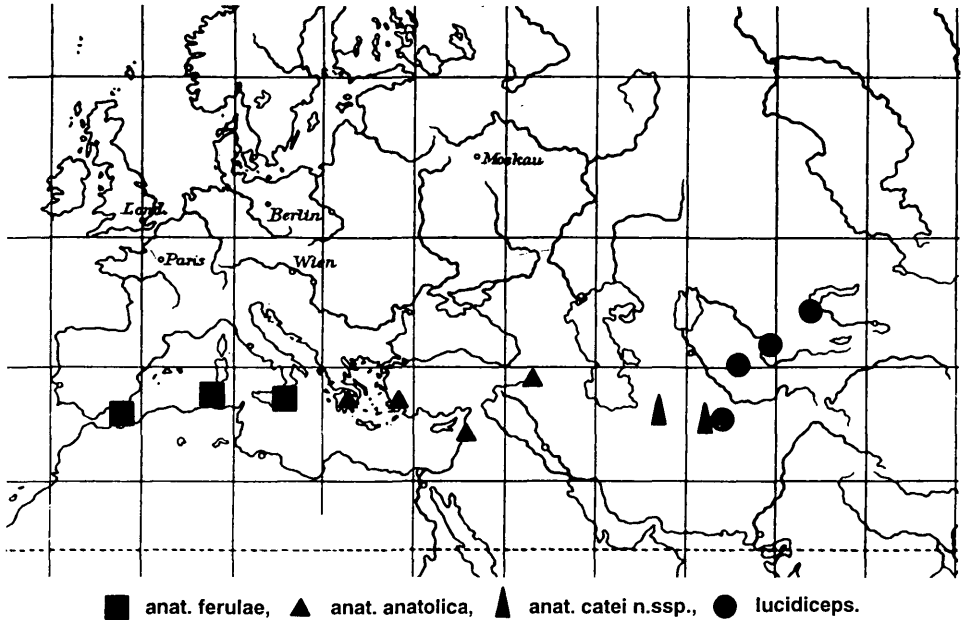 Moskau
Lond.
Berlin
Paris
Wien
anat. ferulae, anat. anatolica, anat. catei n.ssp., lucidiceps.